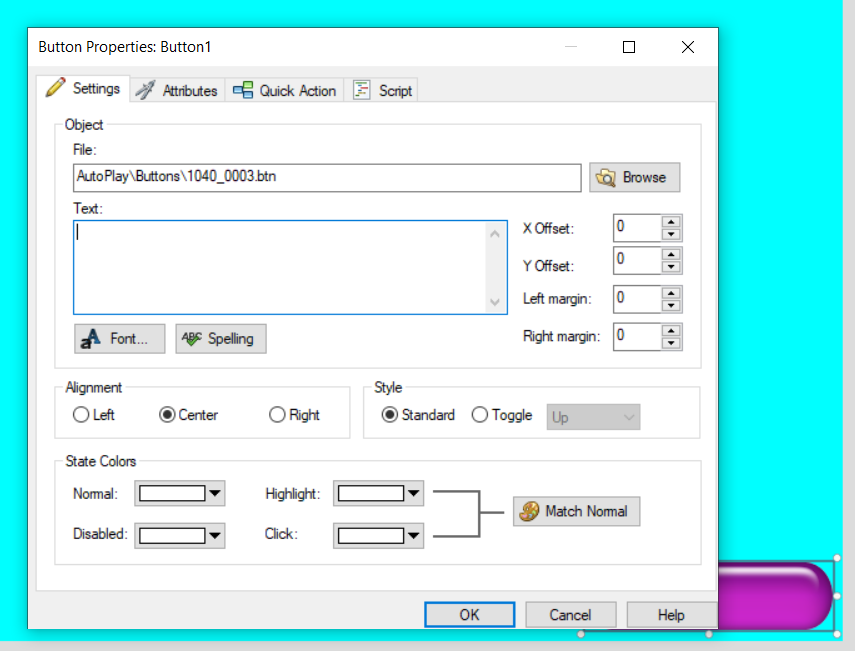 Button Properties: Button1
Settings Attributes Quick Action Script
Object
File:
AutoPlay\Buttons\1040_0003.btn Browse
Text:
X Offset: 0
Y Offset: 0
Left margin: 0
Right margin: 0
Font... ABC Spelling
Alignment
Left Center Right
Style
Standard Toggle Up
State Colors
Normal: Highlight:
Match Normal
Disabled: Click:
OK Cancel Help